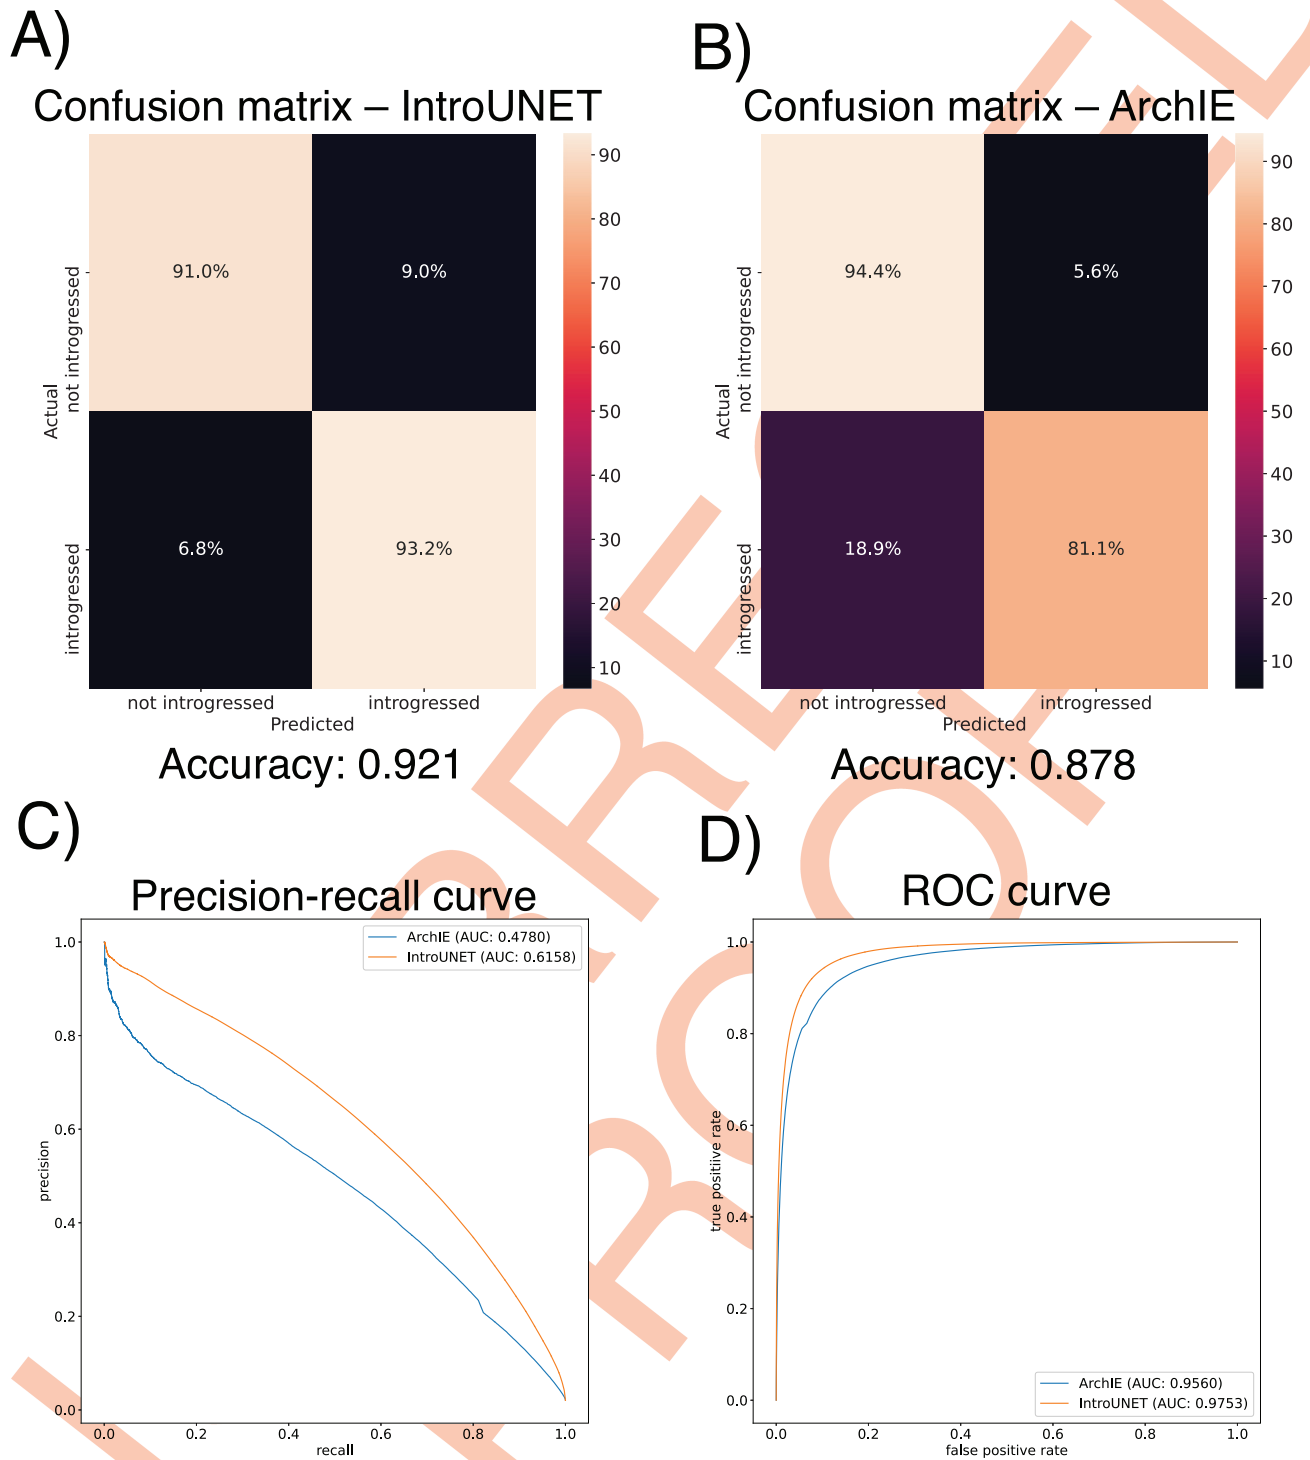 A)
B)
Confusion matrix – IntroUNET
Confusion matrix – ArchIE
Actual
not introgressed
introgressed
91.0%
9.0%
6.8%
93.2%
90
80
70
60
50
40
30
20
10
not introgressed
introgressed
Predicted
Accuracy: 0.921
Actual
not introgressed
introgressed
94.4%
5.6%
18.9%
81.1%
90
80
70
60
50
40
30
20
10
not introgressed
introgressed
Predicted
Accuracy: 0.878
C)
Precision-recall curve
ArchIE (AUC: 0.4780)
IntroUNET (AUC: 0.6158)
precision
1.0
0.8
0.6
0.4
0.2
0.0
0.0
0.2
0.4
0.6
0.8
1.0
recall
D)
ROC curve
true positiive rate
1.0
0.8
0.6
0.4
0.2
0.0
ArchIE (AUC: 0.9560)
IntroUNET (AUC: 0.9753)
0.0
0.2
0.4
0.6
0.8
1.0
false positive rate